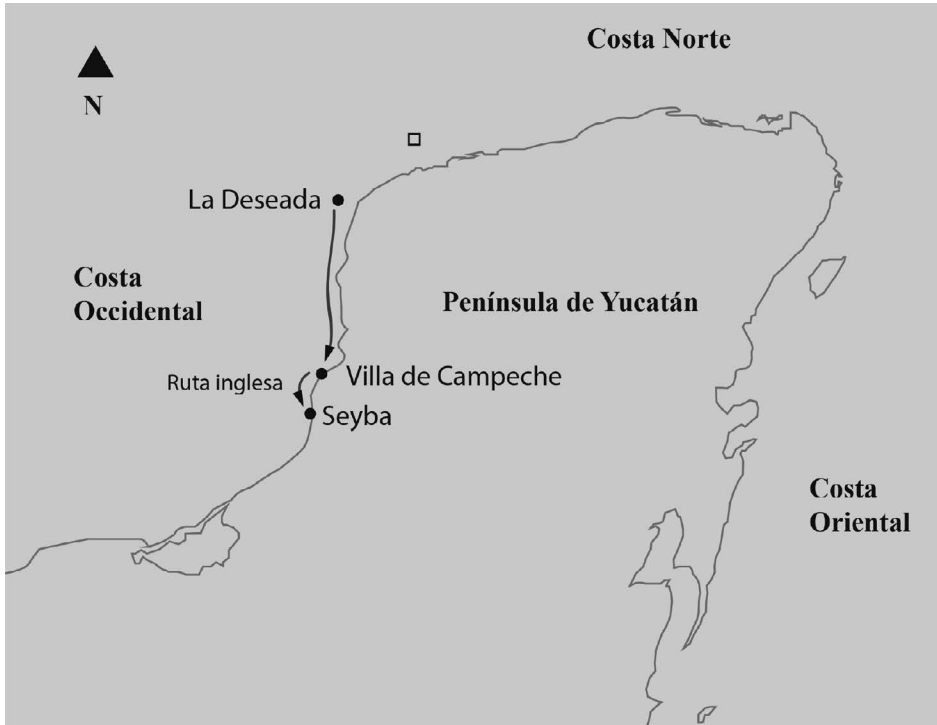 Costa Norte
N
La Deseada
Costa
Occidental
Península de Yucatán
Ruta inglesa
Villa de Campeche
Seyba
Costa
Oriental